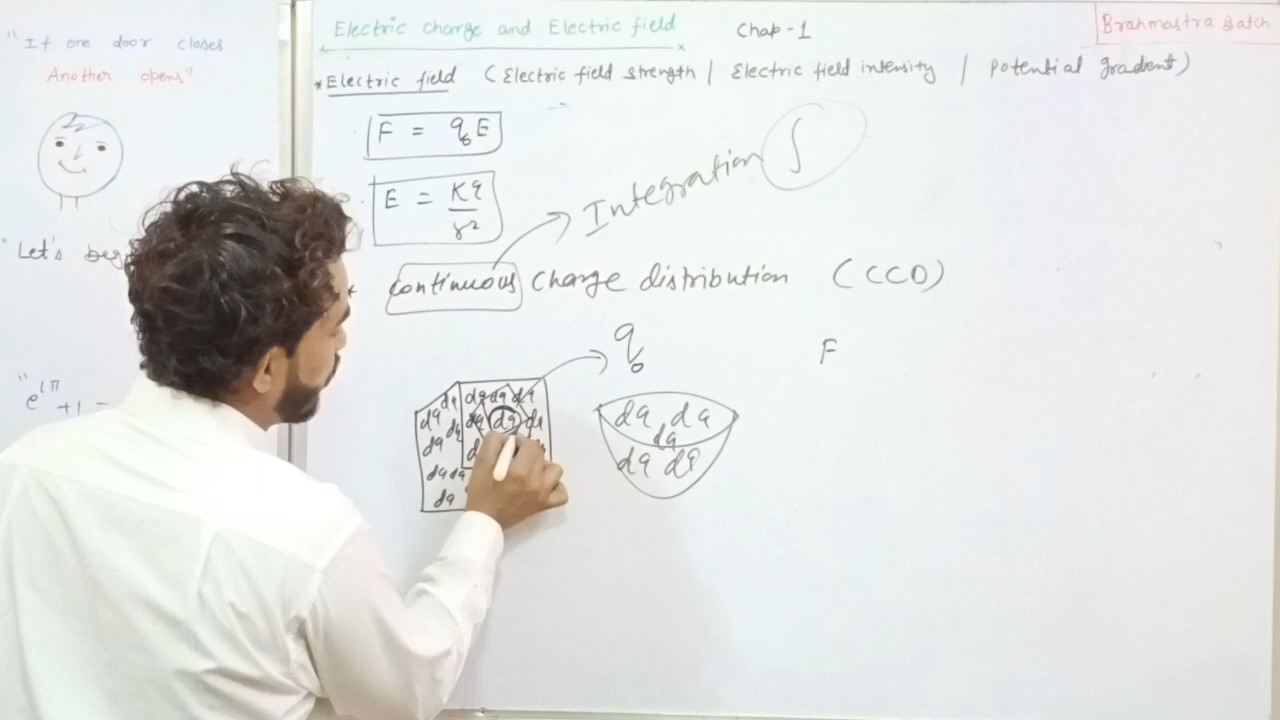 "If one door closes
Another opens".
"Let's
"e^iπ +1 =
Electric charge and Electric field
Chap-1
Brahmastra Batch
*Electric field (Electric field strength | Electric field intensity | Potential gradient)
F = q₀E
E = Kq/r²
Integration ∫
* Continuous Charge distribution (CCD)
q₀
F
dq dq dq dq
dq dq dq dq dq
dq
dq dq
dq
dq dq
dq
dq dq